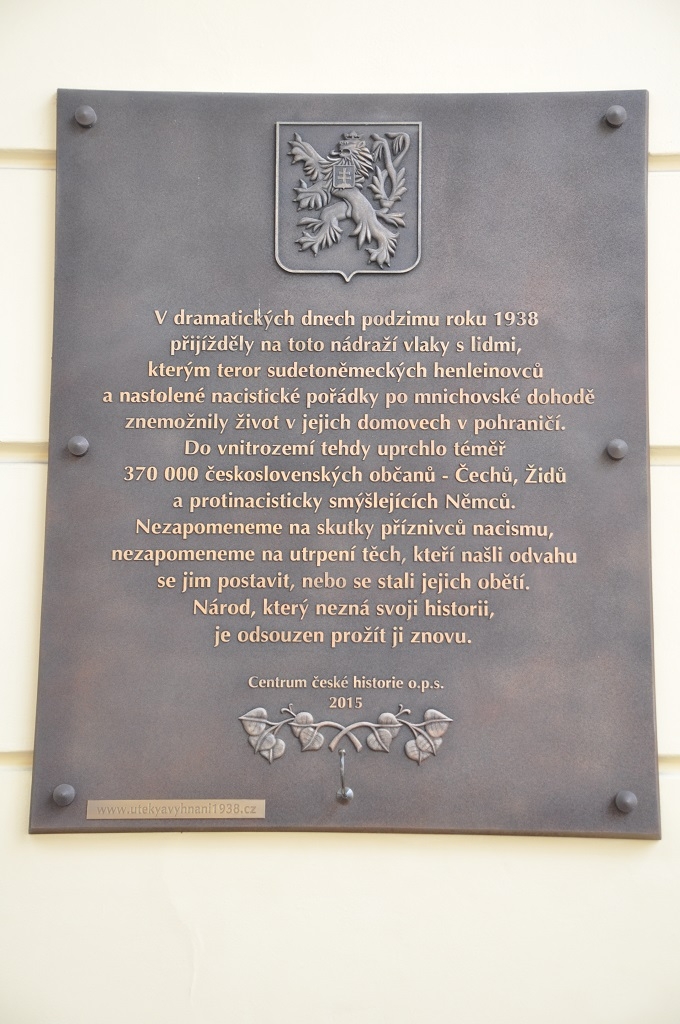 V dramatických dnech podzimu roku 1938
přijížděly na toto nádraží vlaky s lidmi,
kterým teror sudetoněmeckých henleinovců
a nastolené nacistické pořádky po mnichovské dohodě
znemožnily život v jejich domovech v pohraničí.
Do vnitrozemí tehdy uprchlo téměř
370 000 československých občanů - Čechů, Židů
a protinacisticky smýšlejících Němců.
Nezapomeneme na skutky příznivců nacismu,
nezapomeneme na utrpení těch, kteří našli odvahu
se jim postavit, nebo se stali jejich obětí.
Národ, který nezná svoji historii,
je odsouzen prožít ji znovu.
Centrum české historie o.p.s.
2015
www.utekyavyhnani1938.cz